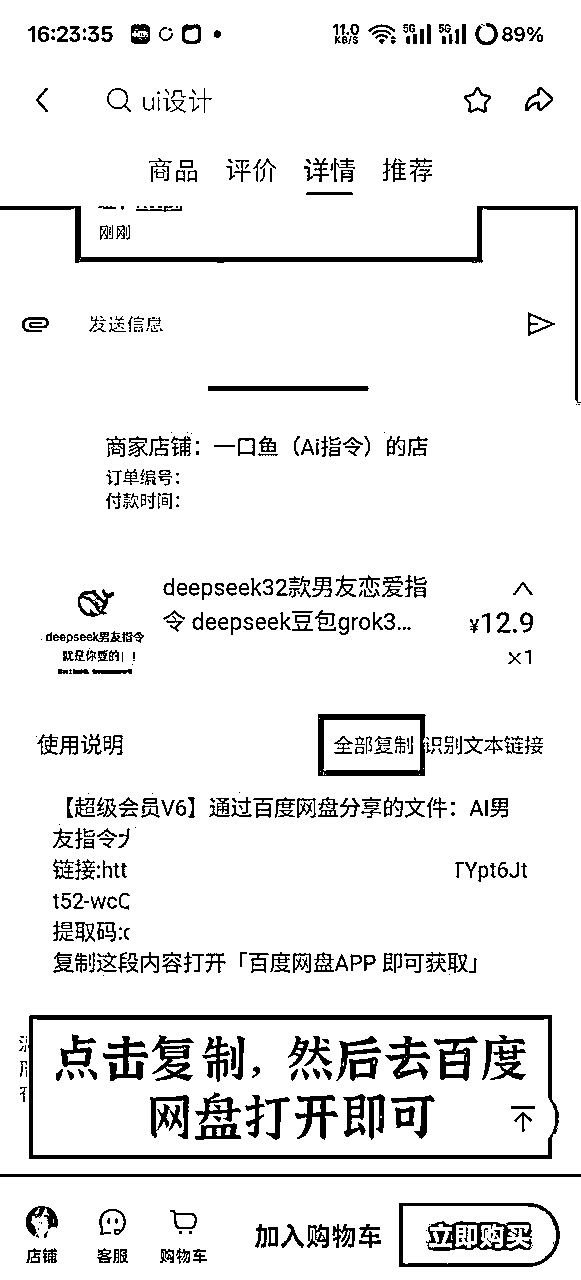 16:23:35
11.0 KB/S 5G 5G 89%
ui设计
商品 评价 详情 推荐
刚刚
发送信息
商家店铺：一口鱼（Ai指令）的店
订单编号：
付款时间：
deepseek32款男友恋爱指
令 deepseek豆包grok3...
¥12.9
×1
deepseek男友指令
就是你要的！！
使用说明 全部复制 识别文本链接
【超级会员V6】通过百度网盘分享的文件：AI男
友指令
链接:htt TYpt6Jt
t52-wcC
提取码:
复制这段内容打开「百度网盘APP 即可获取」
点击复制，然后去百度
网盘打开即可
店铺 客服 购物车 加入购物车 立即购买